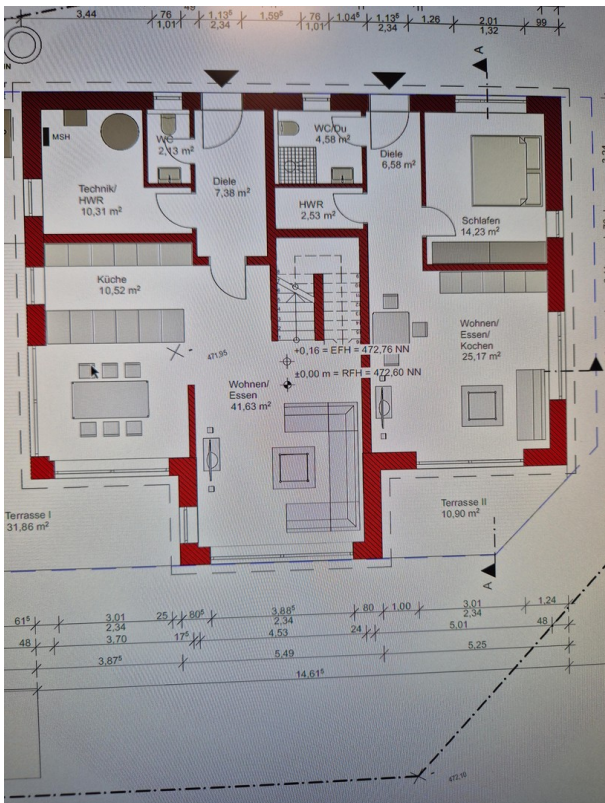 3,44
76
1,01
1,13⁵
2,34
1,59⁵
76
1,01
1,04⁵
1,13⁵
2,34
1.26
2.01
1,32
99
A
MSH
WC
2,13 m²
WC/Du
4,58 m²
Diele
6,58 m²
Technik/
HWR
10,31 m²
Diele
7,38 m²
HWR
2,53 m²
Schlafen
14,23 m²
Küche
10,52 m²
Wohnen/
Essen/
Kochen
25,17 m²
471,95
+0,16 = EFH = 472,76 NN
±0,00 m = RFH = 472,60 NN
Wohnen/
Essen
41,63 m²
Terrasse I
31,86 m²
Terrasse II
10,90 m²
A
61⁵
3,01
2,34
25
80⁵
3,88⁵
2,34
80
1.00
3,01
2,34
1,24
48
3,70
17⁵
4,53
24
5,01
48
3,87⁵
5,49
5,25
14,61⁵
472,10